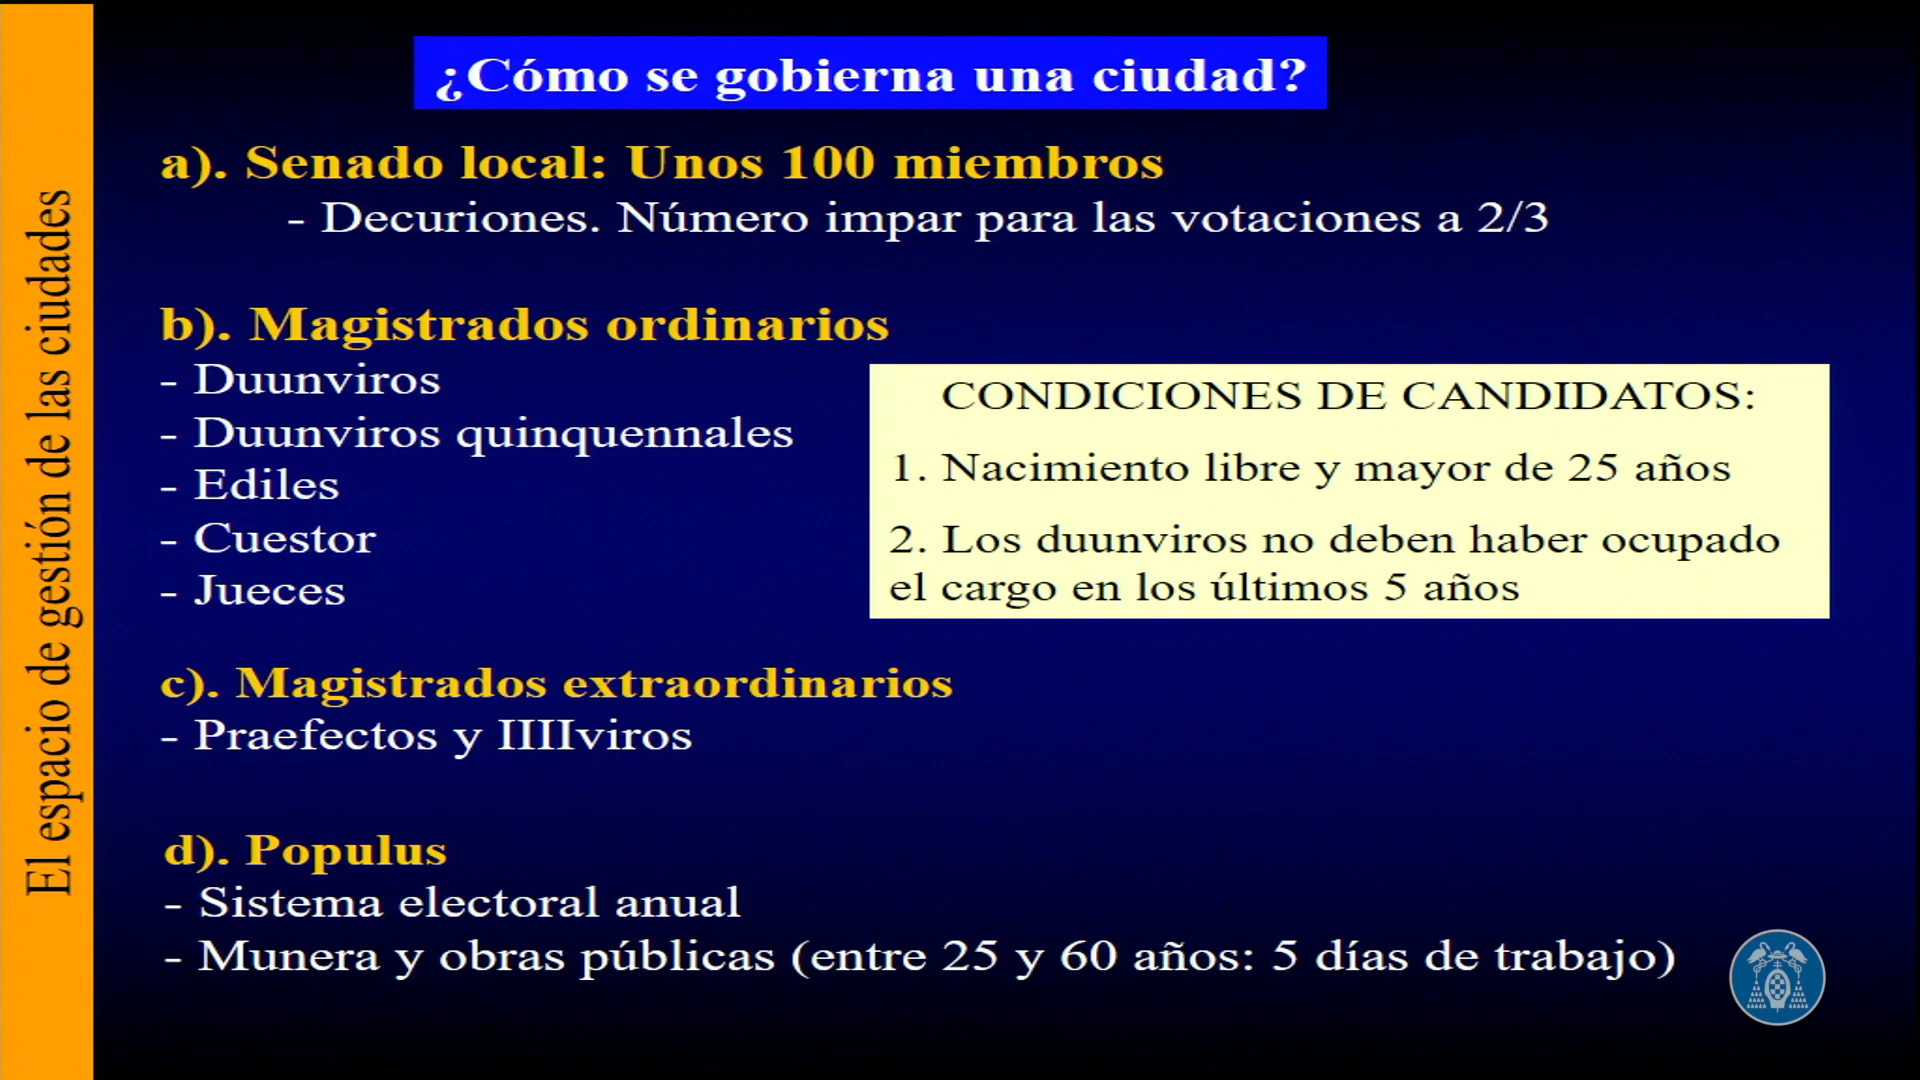 ¿Cómo se gobierna una ciudad?
a). Senado local: Unos 100 miembros
- Decuriones. Número impar para las votaciones a 2/3
b). Magistrados ordinarios
- Duunviros
- Duunviros quinquennales
- Ediles
- Cuestor
- Jueces
CONDICIONES DE CANDIDATOS:
1. Nacimiento libre y mayor de 25 años
2. Los duunviros no deben haber ocupado
el cargo en los últimos 5 años
c). Magistrados extraordinarios
- Praefectos y IIIIviros
d). Populus
- Sistema electoral anual
- Munera y obras públicas (entre 25 y 60 años: 5 días de trabajo)
El espacio de gestión de las ciudades